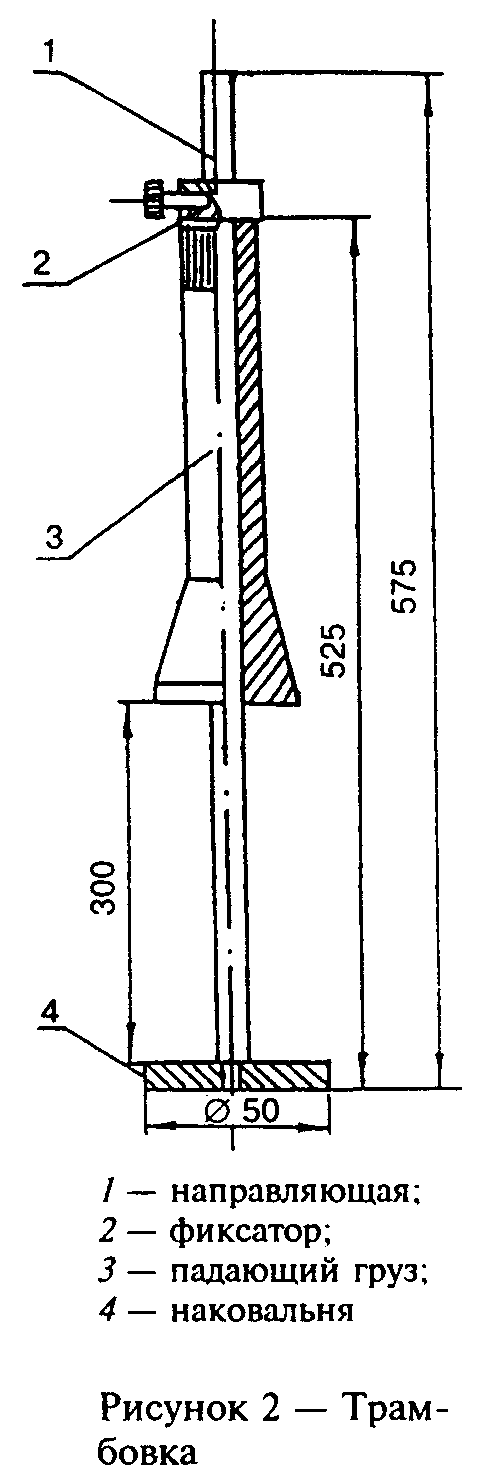 1
2
3
575
525
300
4
∅ 50
1 — направляющая;
2 — фиксатор;
3 — падающий груз;
4 — наковальня
Рисунок 2 — Трам-
бовка